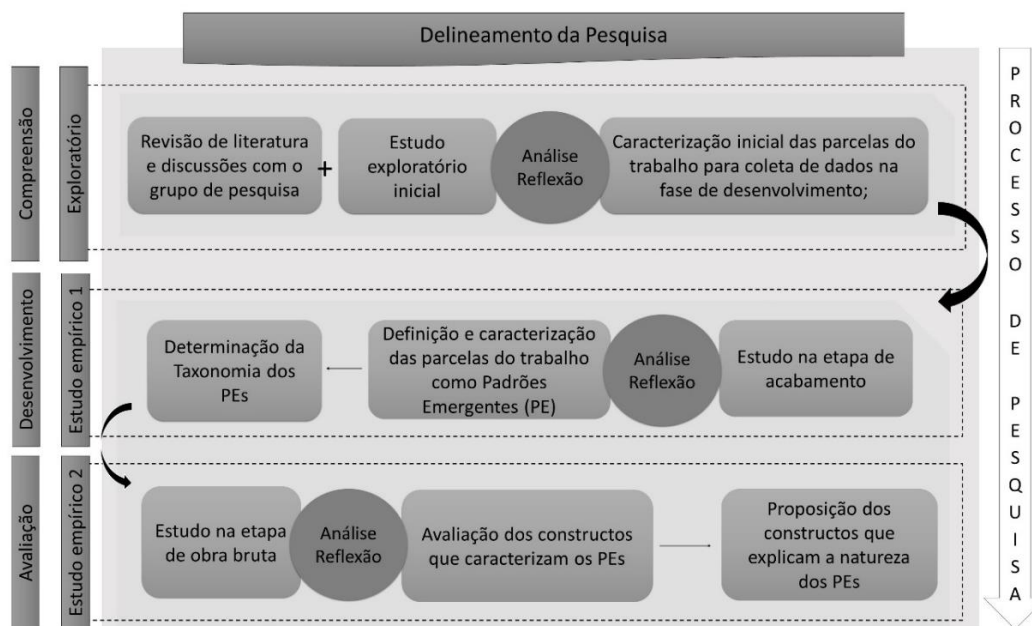 Delineamento da Pesquisa
Compreensão
Exploratório
Revisão de literatura
e discussões com o
grupo de pesquisa
+
Estudo
exploratório
inicial
Análise
Reflexão
Caracterização inicial das parcelas do
trabalho para coleta de dados na
fase de desenvolvimento;
Desenvolvimento
Estudo empírico 1
Determinação da
Taxonomia dos
PEs
Definição e caracterização
das parcelas do trabalho
como Padrões
Emergentes (PE)
Análise
Reflexão
Estudo na etapa de
acabamento
Avaliação
Estudo empírico 2
Estudo na etapa
de obra bruta
Análise
Reflexão
Avaliação dos constructos
que caracterizam os PEs
Proposição dos
constructos que
explicam a natureza
dos PEs
PROCESSO DE PESQUISA